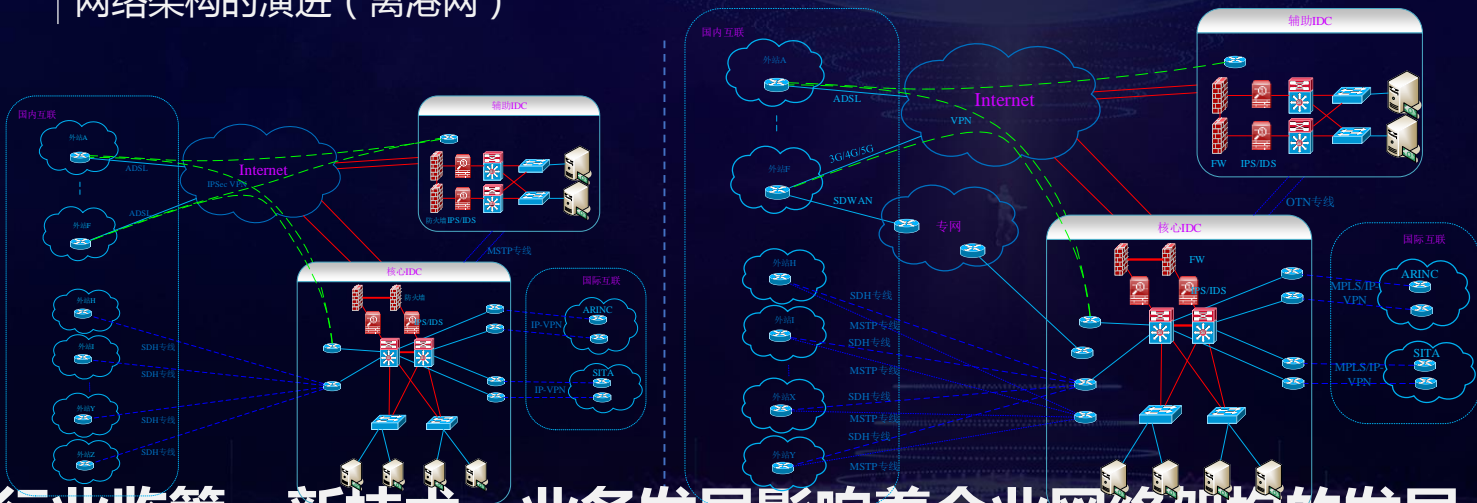 网络架构的演进（离港网）
国内互联
外站A
ADSL
外站F
ADSL
Internet
IPSec VPN
辅助IDC
防火墙
IPS/IDS
MSTP专线
核心IDC
防火墙
IPS/IDS
国际互联
ARINC
IP-VPN
SITA
IP-VPN
外站H
SDH专线
外站I
SDH专线
外站Y
SDH专线
外站Z
SDH专线
国内互联
外站A
ADSL
Internet
VPN
外站F
3G/4G/5G
SDWAN
专网
辅助IDC
FW
IPS/IDS
OTN专线
核心IDC
FW
IPS/IDS
国际互联
ARINC
MPLS/IP-
VPN
SITA
MPLS/IP-
VPN
外站H
SDH专线
外站I
MSTP专线
SDH专线
MSTP专线
外站X
SDH专线
MSTP专线
外站Y
SDH专线
MSTP专线
行业监管、新技术、业务发展影响着企业网络架构的发展